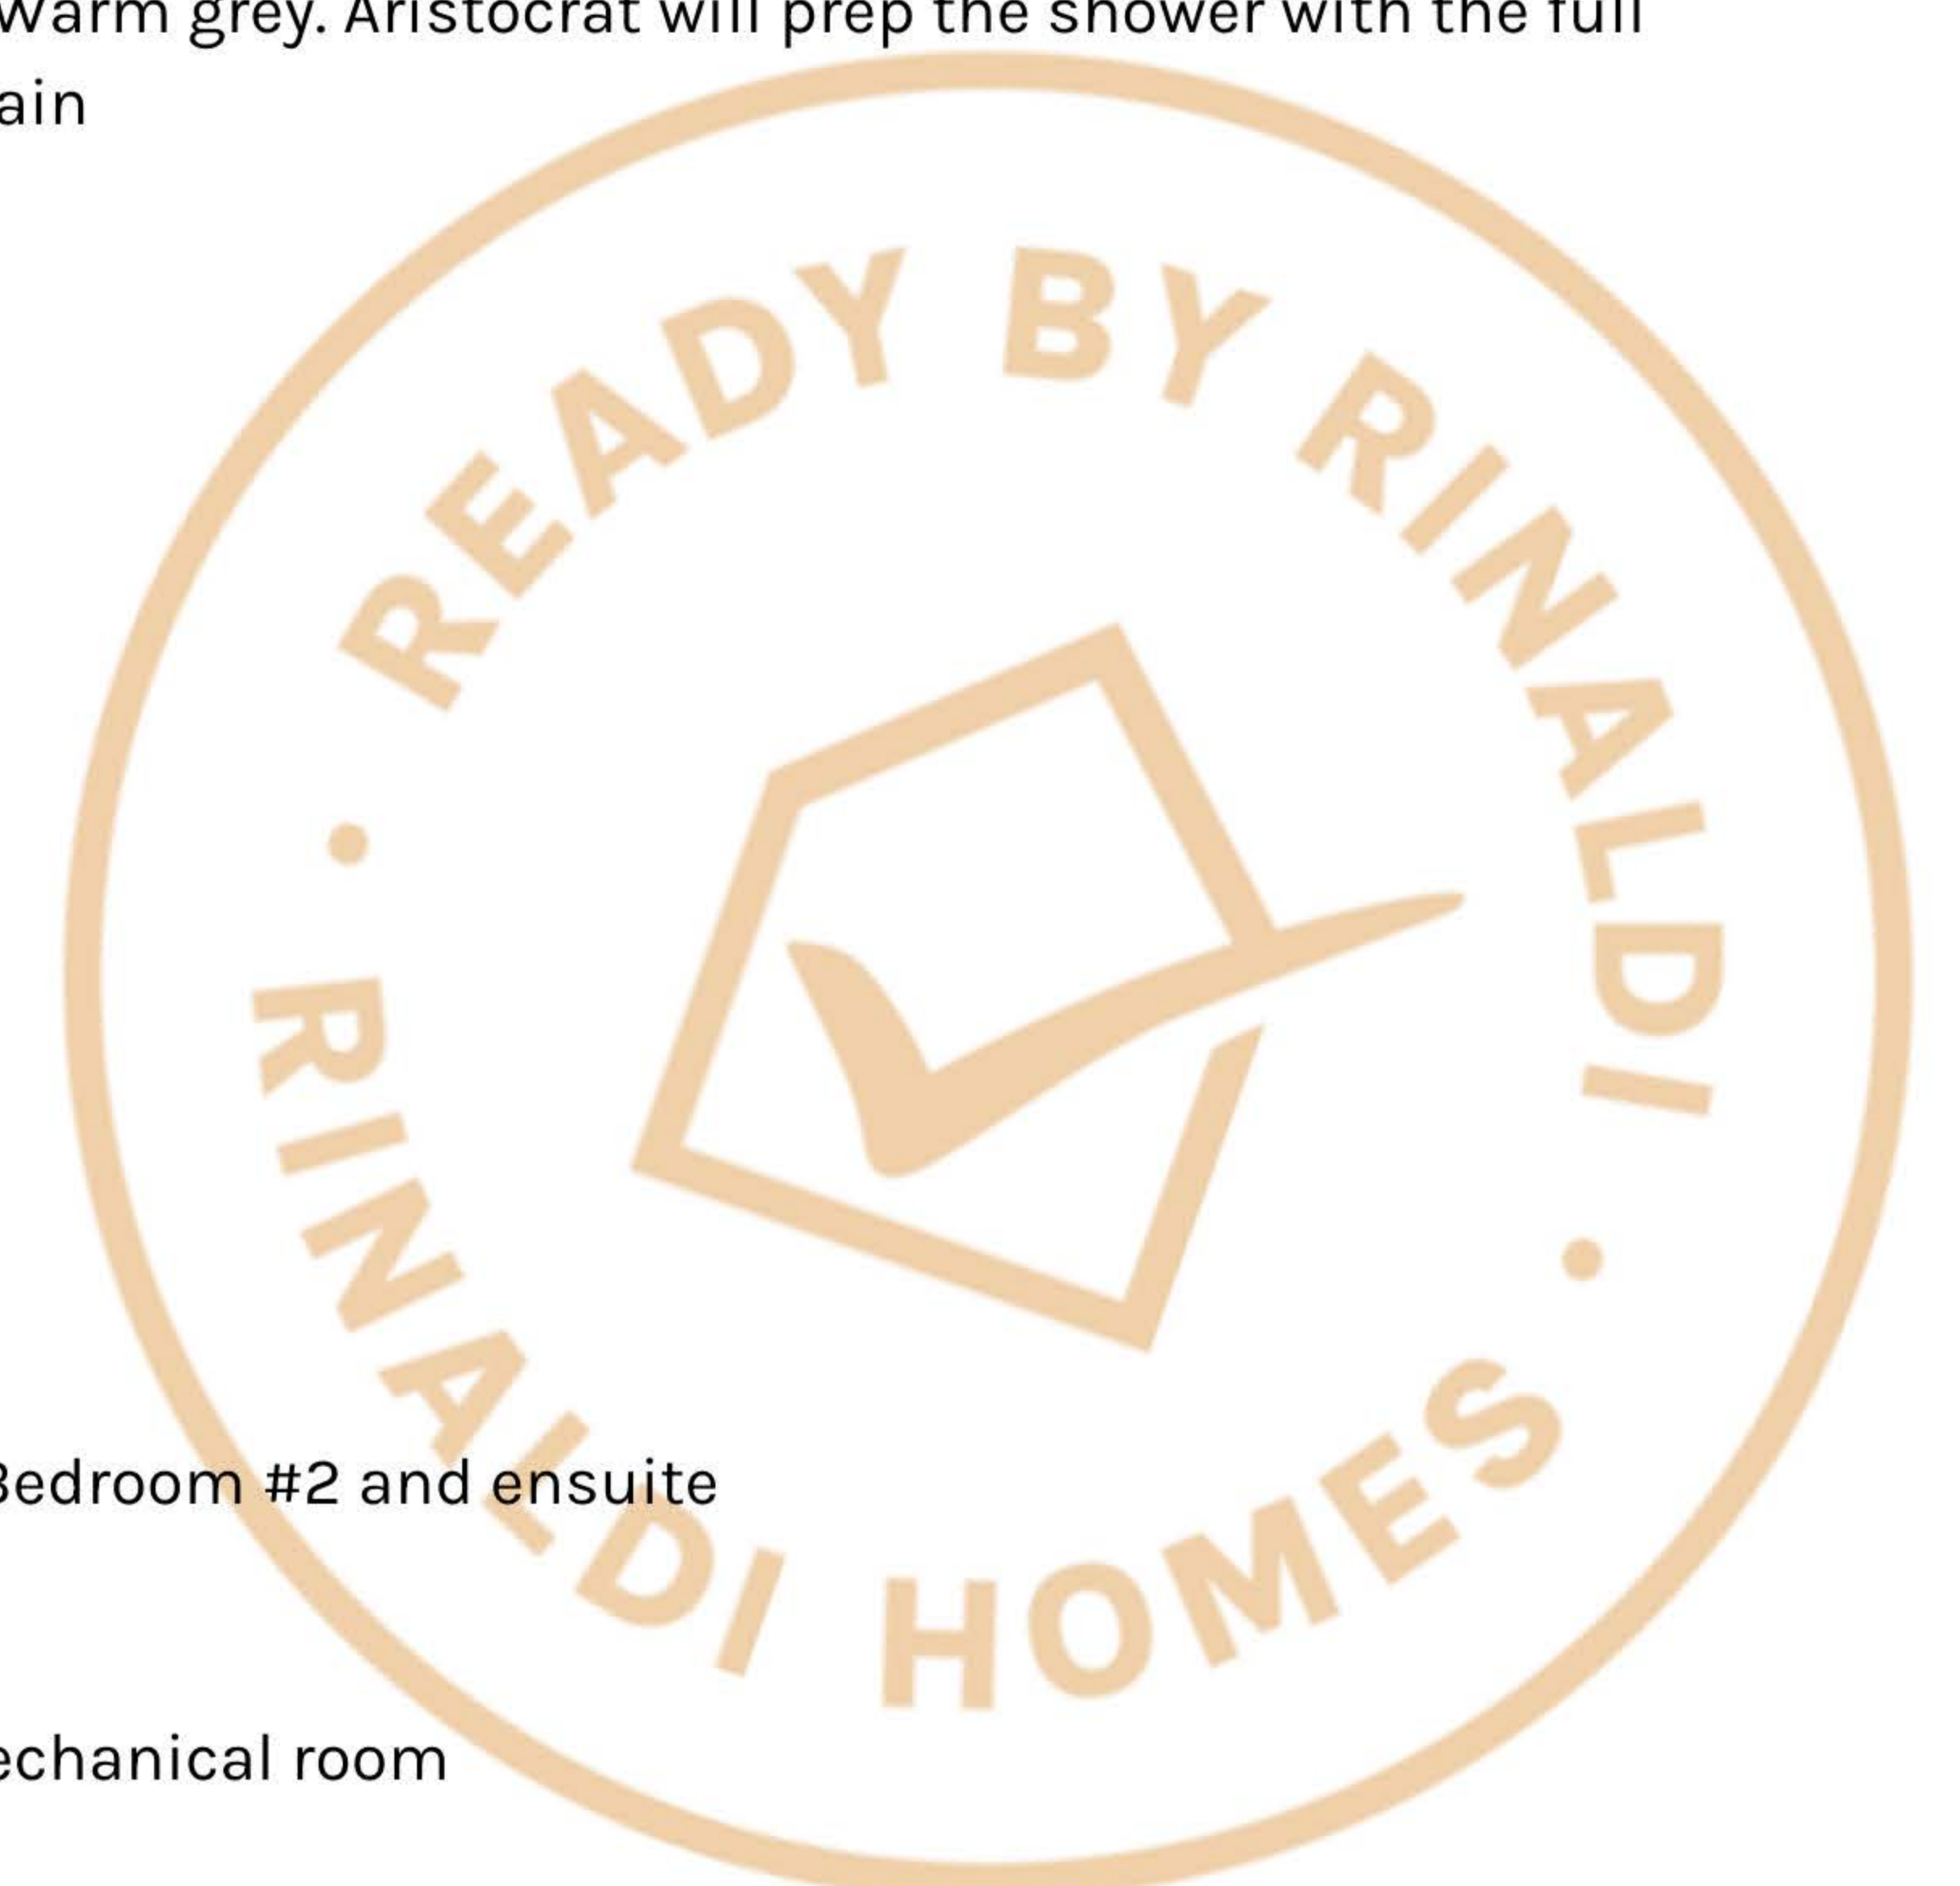 Warm grey. Aristocrat will prep the shower with the full
ain
• READY BY RINALDI •
RINALDI HOMES
Bedroom #2 and ensuite
echanical room